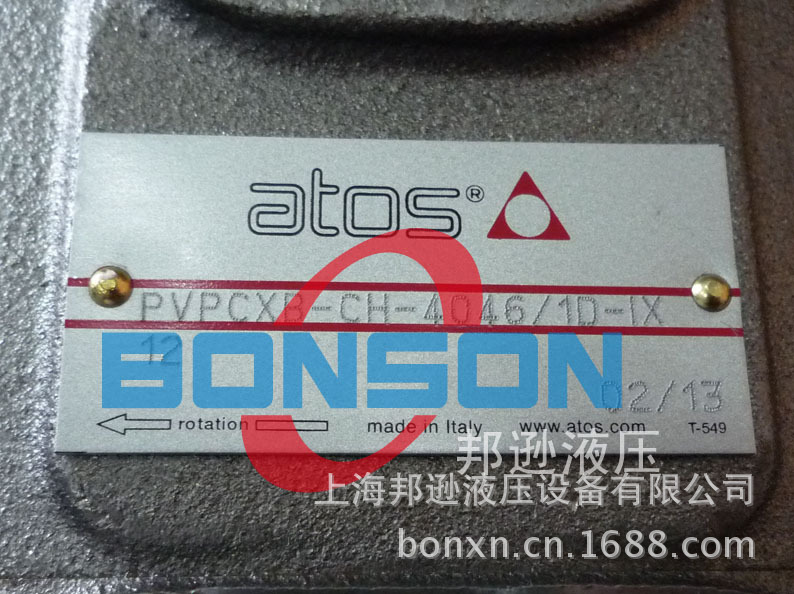 atos®
PVPCXB-CH-4046/1D-IX
12
BONSON
02/13
rotation made in Italy www.atos.com T-549
邦逊液压
上海邦逊液压设备有限公司
bonxn.cn.1688.com